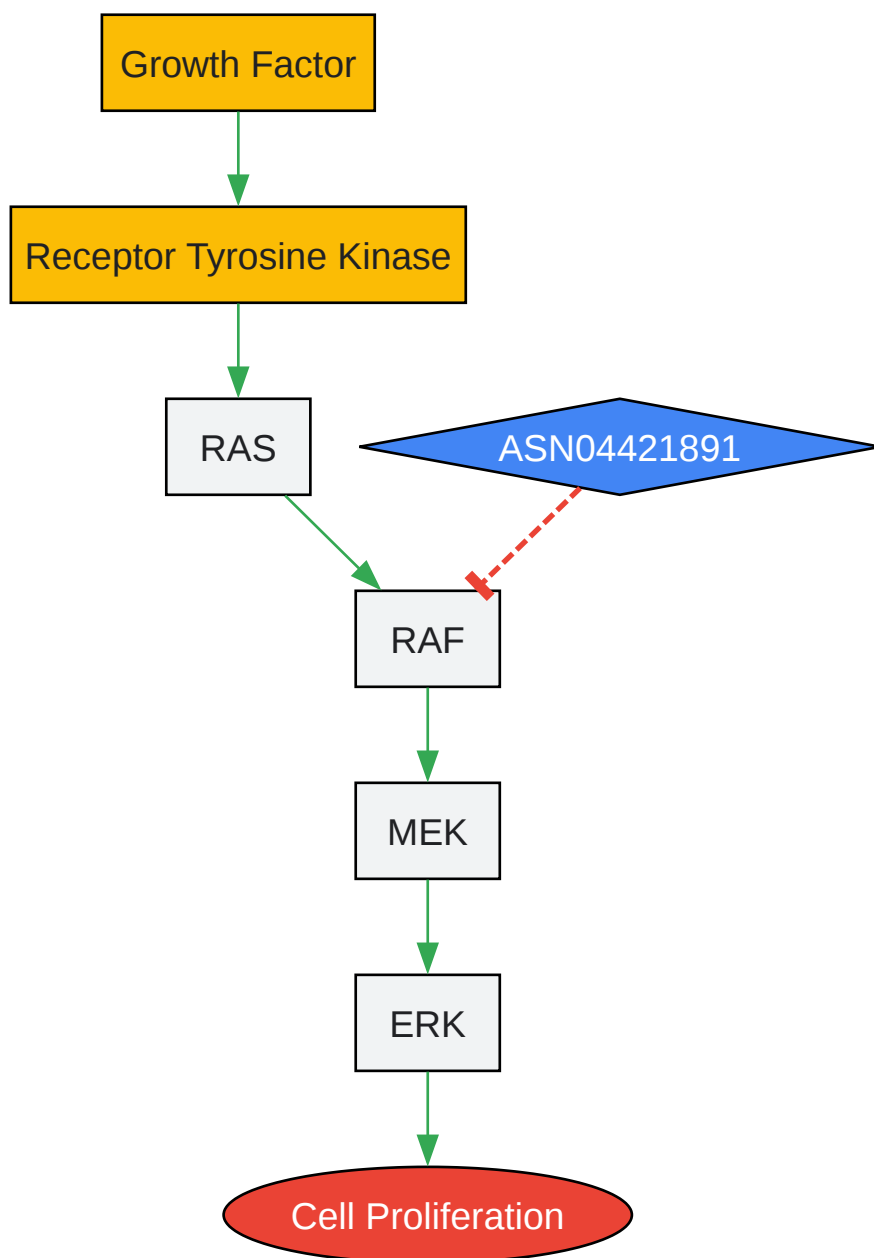 Growth Factor
Receptor Tyrosine Kinase
RAS
ASN04421891
RAF
MEK
ERK
Cell Proliferation